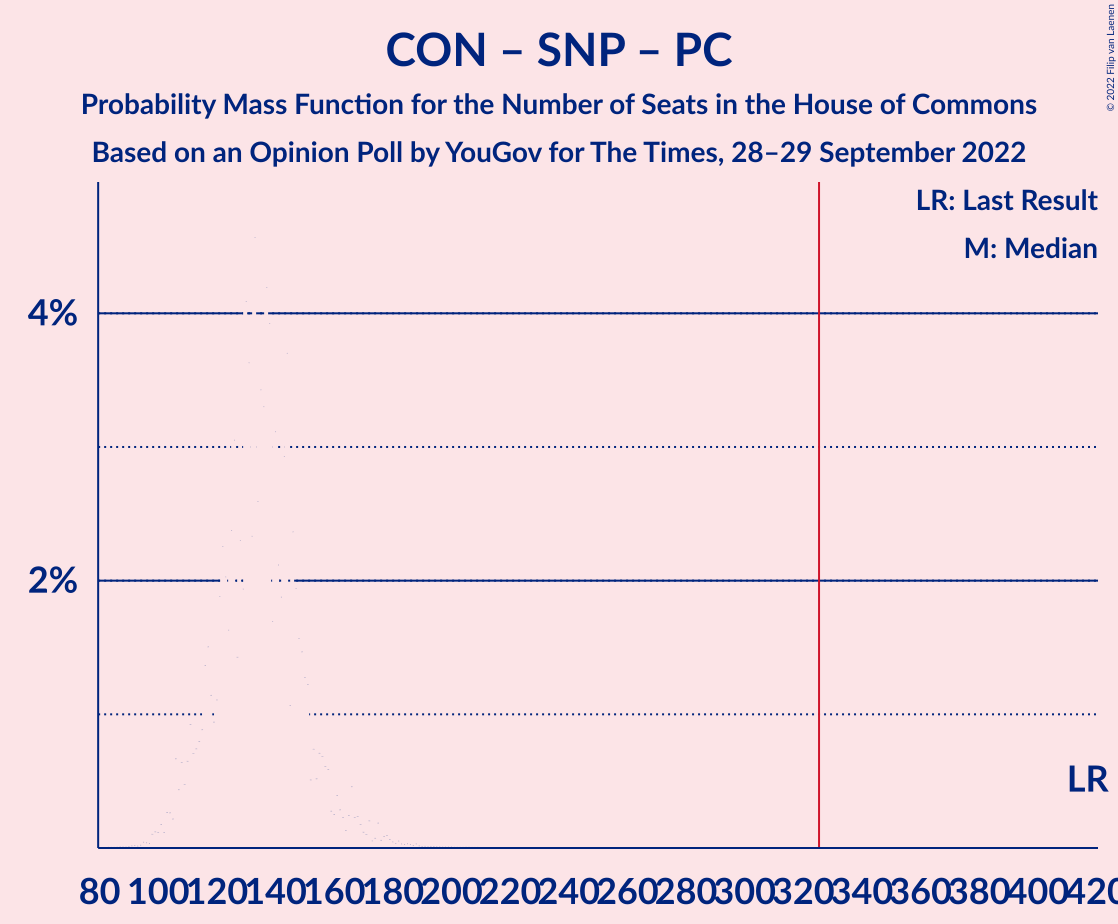 CON – SNP – PC
Probability Mass Function for the Number of Seats in the House of Commons
Based on an Opinion Poll by YouGov for The Times, 28–29 September 2022
© 2022 Filip van Laenen
LR: Last Result
M: Median
4%
2%
LR
80 100 120 140 160 180 200 220 240 260 280 300 320 340 360 380 400 420